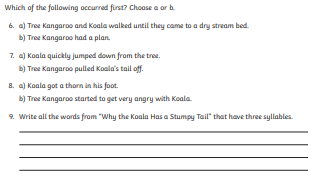 Which of the following occurred first? Choose a or b.
6. a) Tree Kangaroo and Koala walked until they came to a dry stream bed.
b) Tree Kangaroo had a plan.
7. a) Koala quickly jumped down from the tree.
b) Tree Kangaroo pulled Koala's tail off.
8. a) Koala got a thorn in his foot.
b) Tree Kangaroo started to get very angry with Koala.
9. Write all the words from "Why the Koala Has a Stumpy Tail" that have three syllables.